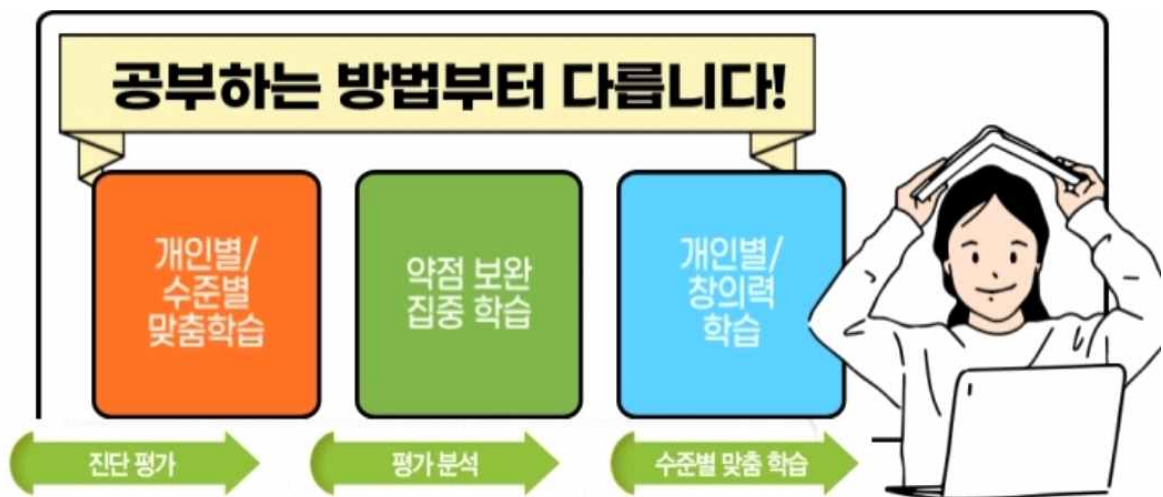 공부하는 방법부터 다릅니다!
개인별/
수준별
맞춤학습
약점 보완
집중 학습
개인별/
창의력
학습
진단 평가
평가 분석
수준별 맞춤 학습